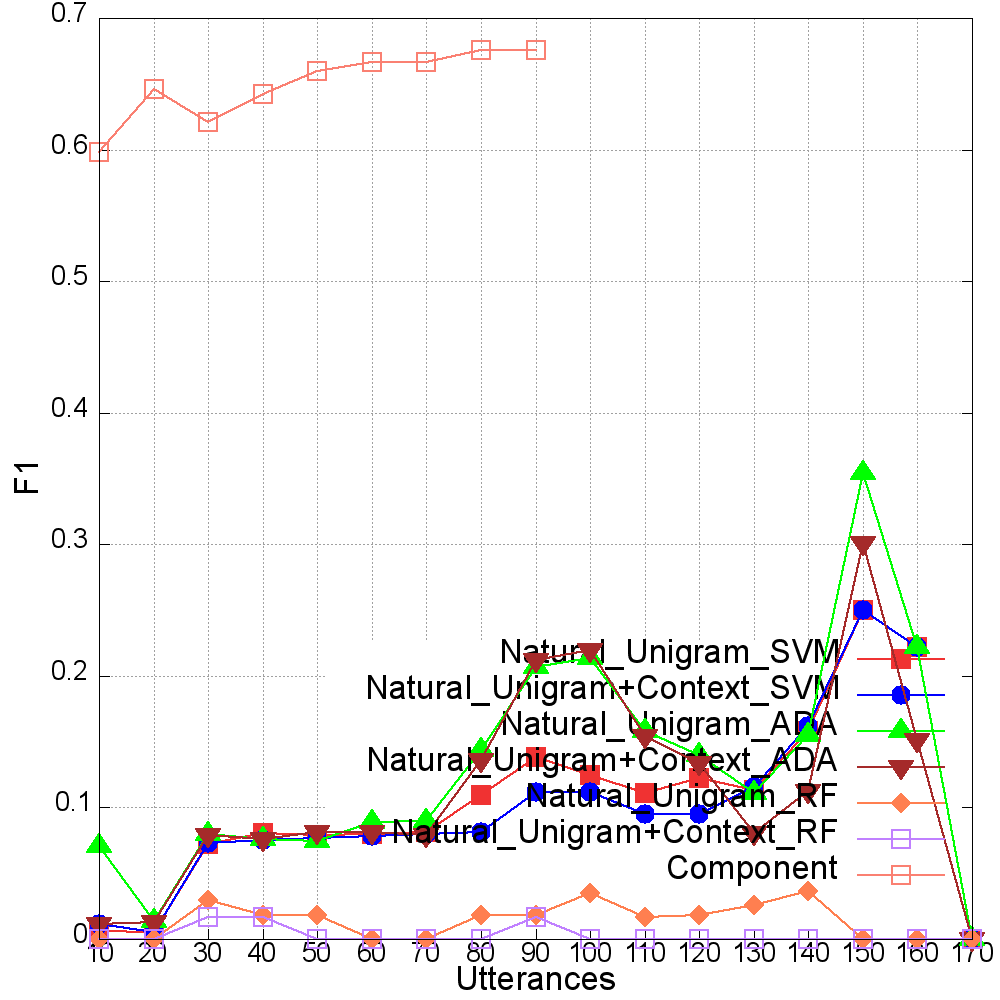 0.7
0.6
0.5
0.4
F1
0.3
0.2
0.1
0
Natural_Unigram_SVM
Natural_Unigram+Context_SVM
Natural_Unigram_ADA
Natural_Unigram+Context_ADA
Natural_Unigram_RF
Natural_Unigram+Context_RF
Component
10 20 30 40 50 60 70 80 90 100 110 120 130 140 150 160 170
Utterances